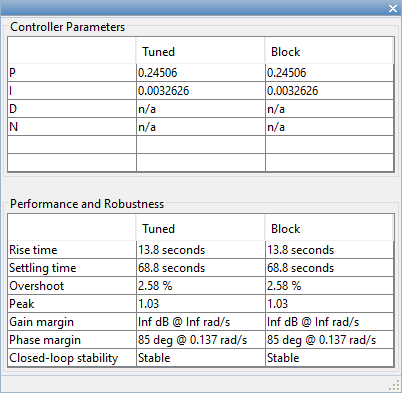 Controller Parameters
Tuned Block
P 0.24506 0.24506
I 0.0032626 0.0032626
D n/a n/a
N n/a n/a
Performance and Robustness
Tuned Block
Rise time 13.8 seconds 13.8 seconds
Settling time 68.8 seconds 68.8 seconds
Overshoot 2.58 % 2.58 %
Peak 1.03 1.03
Gain margin Inf dB @ Inf rad/s Inf dB @ Inf rad/s
Phase margin 85 deg @ 0.137 rad/s 85 deg @ 0.137 rad/s
Closed-loop stability Stable Stable